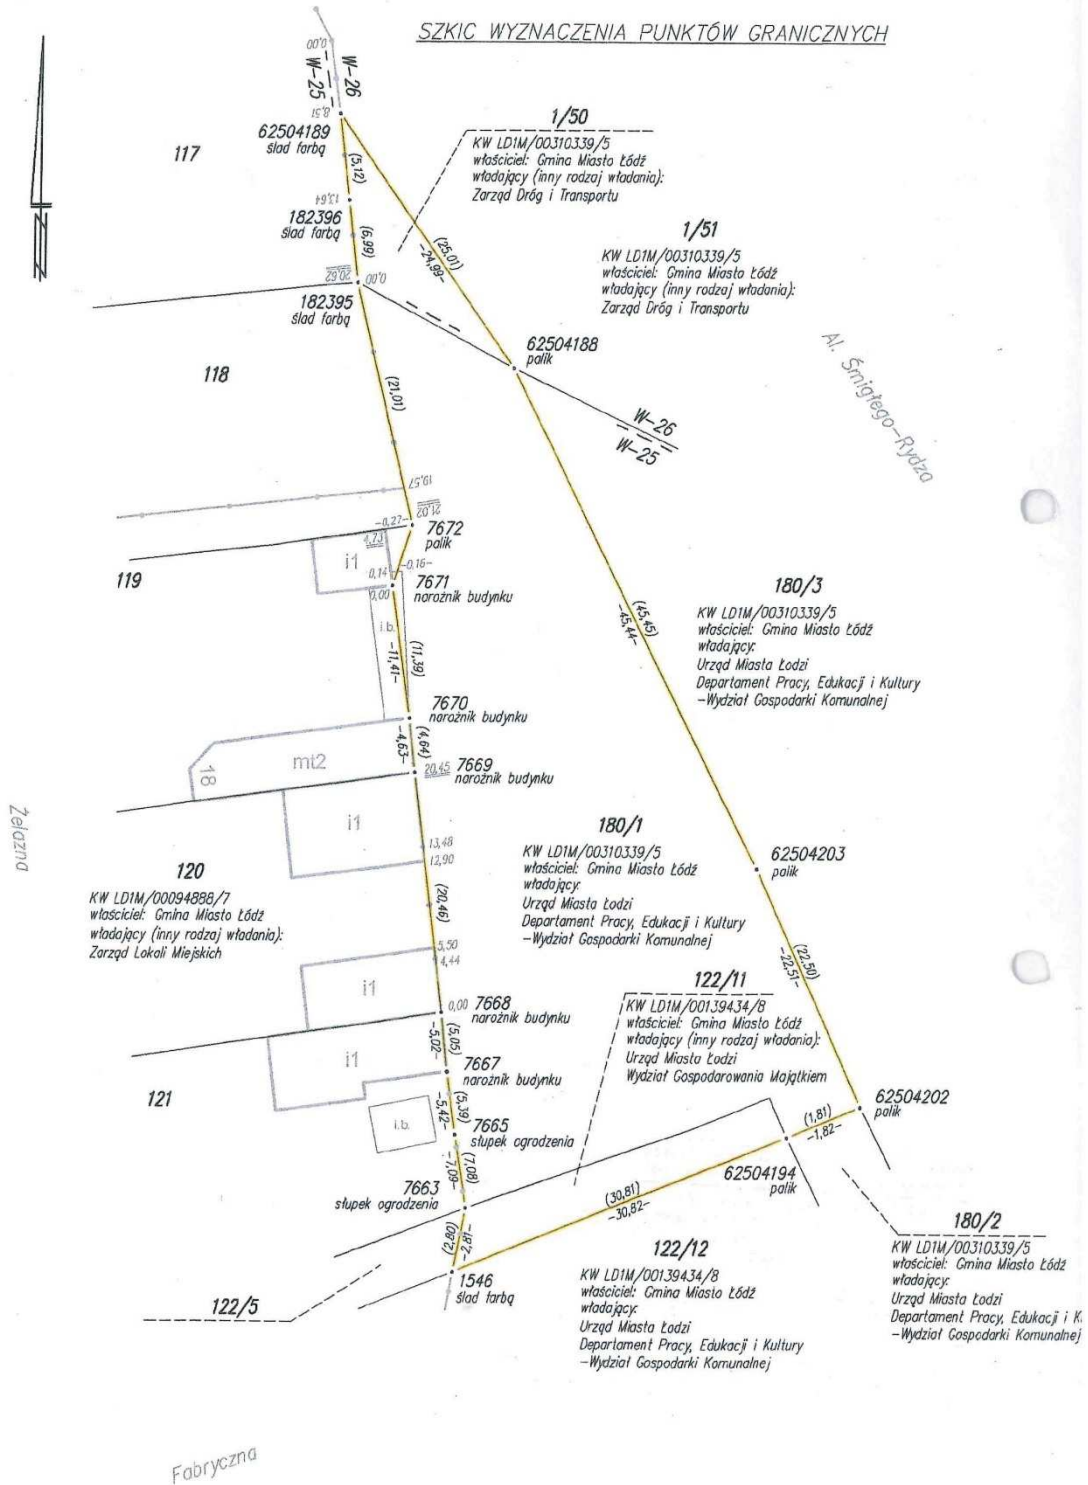 SZKIC WYZNACZENIA PUNKTÓW GRANICZNYCH
0,00
W-25
W-26
8,51
62504189
ślad farbą
117
(5,12)
13,64
182396
ślad farbą
(6,99)
20,62
0,00
182395
ślad farbą
1/50
KW LD1M/00310339/5
właściciel: Gmina Miasto Łódź
władający (inny rodzaj władania):
Zarząd Dróg i Transportu
(25,01)
-24,99-
1/51
KW LD1M/00310339/5
właściciel: Gmina Miasto Łódź
władający (inny rodzaj władania):
Zarząd Dróg i Transportu
62504188
palik
Al. Śmigłego-Rydza
118
(21,01)
W-26
W-25
19,57
21,02
-0,27-
7672
palik
4,73
i1
119
0,14
-0,16-
0,00
7671
narożnik budynku
i.b.
(11,39)
-11,41-
180/3
KW LD1M/00310339/5
właściciel: Gmina Miasto Łódź
władający:
Urząd Miasta Łodzi
Departament Pracy, Edukacji i Kultury
-Wydział Gospodarki Komunalnej
(45,45)
-45,44-
7670
narożnik budynku
(4,64)
-4,63-
mt2
18
20,45
7669
narożnik budynku
Żelazna
i1
13,48
12,90
180/1
KW LD1M/00310339/5
właściciel: Gmina Miasto Łódź
władający:
Urząd Miasta Łodzi
Departament Pracy, Edukacji i Kultury
-Wydział Gospodarki Komunalnej
62504203
palik
120
KW LD1M/00094888/7
właściciel: Gmina Miasto Łódź
władający (inny rodzaj władania):
Zarząd Lokali Miejskich
(20,46)
5,50
4,44
i1
(22,50)
-22,51-
0,00
7668
narożnik budynku
122/11
KW LD1M/00139434/8
właściciel: Gmina Miasto Łódź
władający (inny rodzaj władania):
Urząd Miasta Łodzi
Wydział Gospodarowania Majątkiem
(5,05)
-5,02-
i1
7667
narożnik budynku
121
(5,39)
-5,42-
i.b.
7665
słupek ogrodzenia
62504202
palik
(1,81)
-1,82-
62504194
palik
(7,08)
-7,09-
7663
słupek ogrodzenia
(30,81)
-30,82-
(2,80)
-2,81-
1546
ślad farbą
122/5
122/12
KW LD1M/00139434/8
właściciel: Gmina Miasto Łódź
władający:
Urząd Miasta Łodzi
Departament Pracy, Edukacji i Kultury
-Wydział Gospodarki Komunalnej
180/2
KW LD1M/00310339/5
właściciel: Gmina Miasto Łódź
władający:
Urząd Miasta Łodzi
Departament Pracy, Edukacji i K
-Wydział Gospodarki Komunalnej
Fabryczna